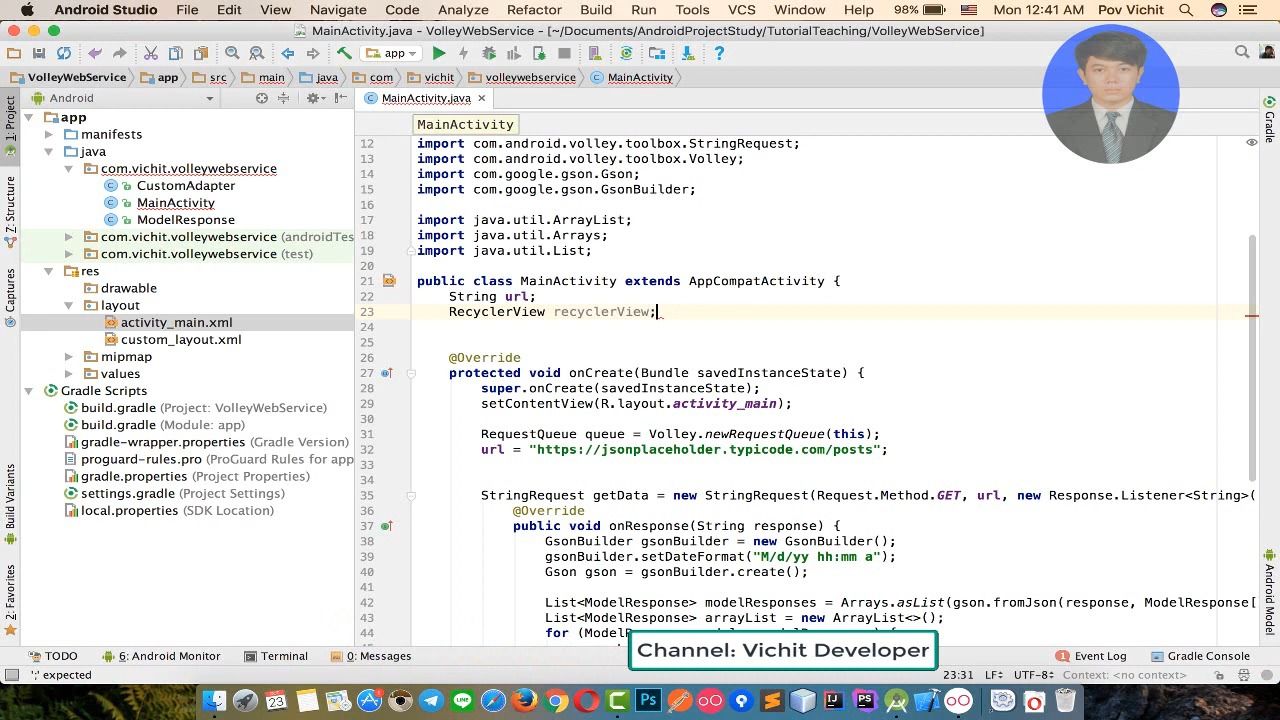 Android Studio File Edit View Navigate Code Analyze Refactor Build Run Tools VCS Window Help 98% Mon 12:41 AM Pov Vichit
MainActivity.java - VolleyWebService - [~/Documents/AndroidProjectStudy/TutorialTeaching/VolleyWebService]
app
VolleyWebService app src main java com vichit volleywebservice MainActivity
Android
MainActivity.java
MainActivity
1: Project
Z: Structure
Captures
Build Variants
2: Favorites
app
manifests
java
com.vichit.volleywebservice
CustomAdapter
MainActivity
ModelResponse
com.vichit.volleywebservice (androidTes
com.vichit.volleywebservice (test)
res
drawable
layout
activity_main.xml
custom_layout.xml
mipmap
values
Gradle Scripts
build.gradle (Project: VolleyWebService)
build.gradle (Module: app)
gradle-wrapper.properties (Gradle Version)
proguard-rules.pro (ProGuard Rules for app
gradle.properties (Project Properties)
settings.gradle (Project Settings)
local.properties (SDK Location)
12 import com.android.volley.toolbox.StringRequest;
13 import com.android.volley.toolbox.Volley;
14 import com.google.gson.Gson;
15 import com.google.gson.GsonBuilder;
16
17 import java.util.ArrayList;
18 import java.util.Arrays;
19 import java.util.List;
20
21 public class MainActivity extends AppCompatActivity {
22 String url;
23 RecyclerView recyclerView;
24
25
26 @Override
27 protected void onCreate(Bundle savedInstanceState) {
28 super.onCreate(savedInstanceState);
29 setContentView(R.layout.activity_main);
30
31 RequestQueue queue = Volley.newRequestQueue(this);
32 url = "https://jsonplaceholder.typicode.com/posts";
33
34
35 StringRequest getData = new StringRequest(Request.Method.GET, url, new Response.Listener<String>(
36 @Override
37 public void onResponse(String response) {
38 GsonBuilder gsonBuilder = new GsonBuilder();
39 gsonBuilder.setDateFormat("M/d/yy hh:mm a");
40 Gson gson = gsonBuilder.create();
41
42 List<ModelResponse> modelResponses = Arrays.asList(gson.fromJson(response, ModelResponse[
43 List<ModelResponse> arrayList = new ArrayList<>();
44 for (ModelRes
Gradle
Android Model
Channel: Vichit Developer
TODO 6: Android Monitor Terminal 0: Messages 1 Event Log Gradle Console
';' expected 23:31 LF÷ UTF-8÷ Context: <no context>
23
Ps
IJ
PS